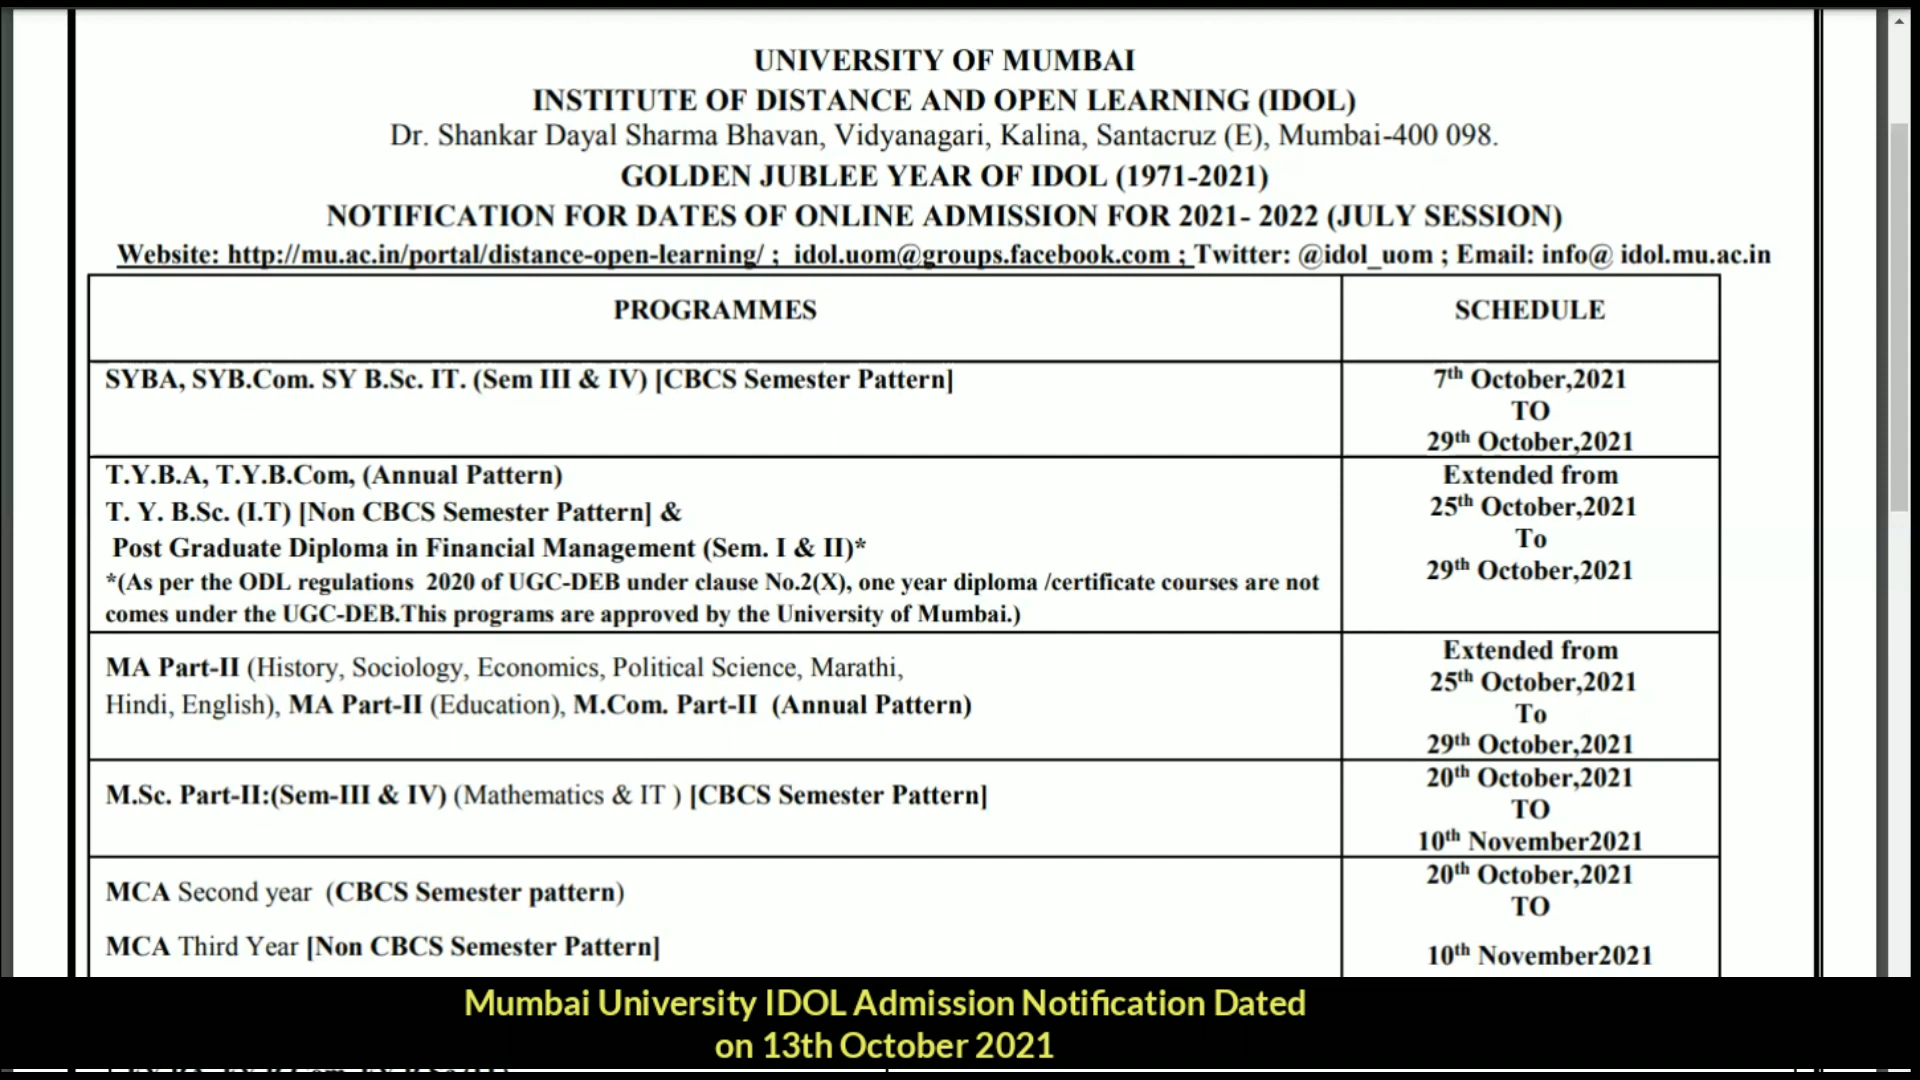 UNIVERSITY OF MUMBAI
INSTITUTE OF DISTANCE AND OPEN LEARNING (IDOL)
Dr. Shankar Dayal Sharma Bhavan, Vidyanagari, Kalina, Santacruz (E), Mumbai-400 098.
GOLDEN JUBLEE YEAR OF IDOL (1971-2021)
NOTIFICATION FOR DATES OF ONLINE ADMISSION FOR 2021- 2022 (JULY SESSION)
Website: http://mu.ac.in/portal/distance-open-learning/ ; idol.uom@groups.facebook.com ; Twitter: @idol_uom ; Email: info@ idol.mu.ac.in
PROGRAMMES
SCHEDULE
SYBA, SYB.Com. SY B.Sc. IT. (Sem III & IV) [CBCS Semester Pattern]
7th October,2021
TO
29th October,2021
T.Y.B.A, T.Y.B.Com, (Annual Pattern)
T. Y. B.Sc. (I.T) [Non CBCS Semester Pattern] &
Post Graduate Diploma in Financial Management (Sem. I & II)*
*(As per the ODL regulations 2020 of UGC-DEB under clause No.2(X), one year diploma /certificate courses are not
comes under the UGC-DEB.This programs are approved by the University of Mumbai.)
Extended from
25th October,2021
To
29th October,2021
MA Part-II (History, Sociology, Economics, Political Science, Marathi,
Hindi, English), MA Part-II (Education), M.Com. Part-II (Annual Pattern)
Extended from
25th October,2021
To
29th October,2021
M.Sc. Part-II:(Sem-III & IV) (Mathematics & IT ) [CBCS Semester Pattern]
20th October,2021
TO
10th November2021
MCA Second year (CBCS Semester pattern)
MCA Third Year [Non CBCS Semester Pattern]
20th October,2021
TO
10th November2021
Mumbai University IDOL Admission Notification Dated
on 13th October 2021